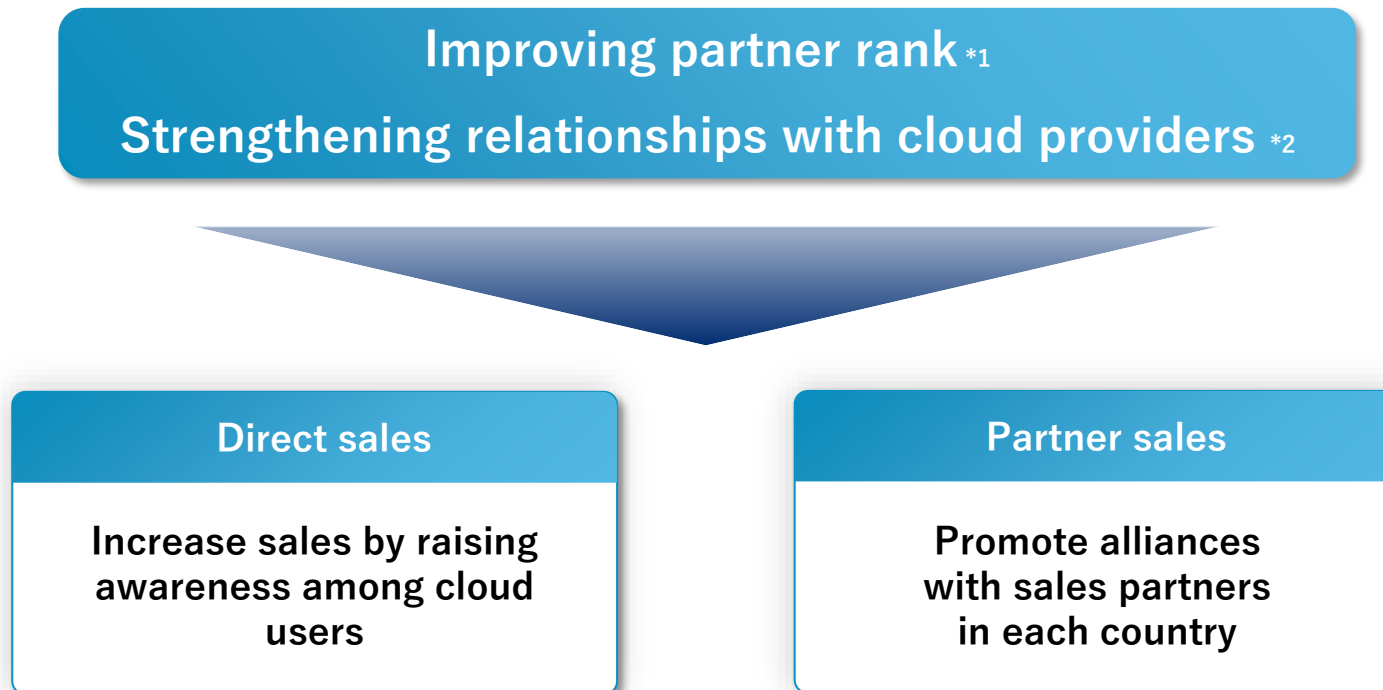 Improving partner rank *1
Strengthening relationships with cloud providers *2
Direct sales
Increase sales by raising
awareness among cloud
users
Partner sales
Promote alliances
with sales partners
in each country